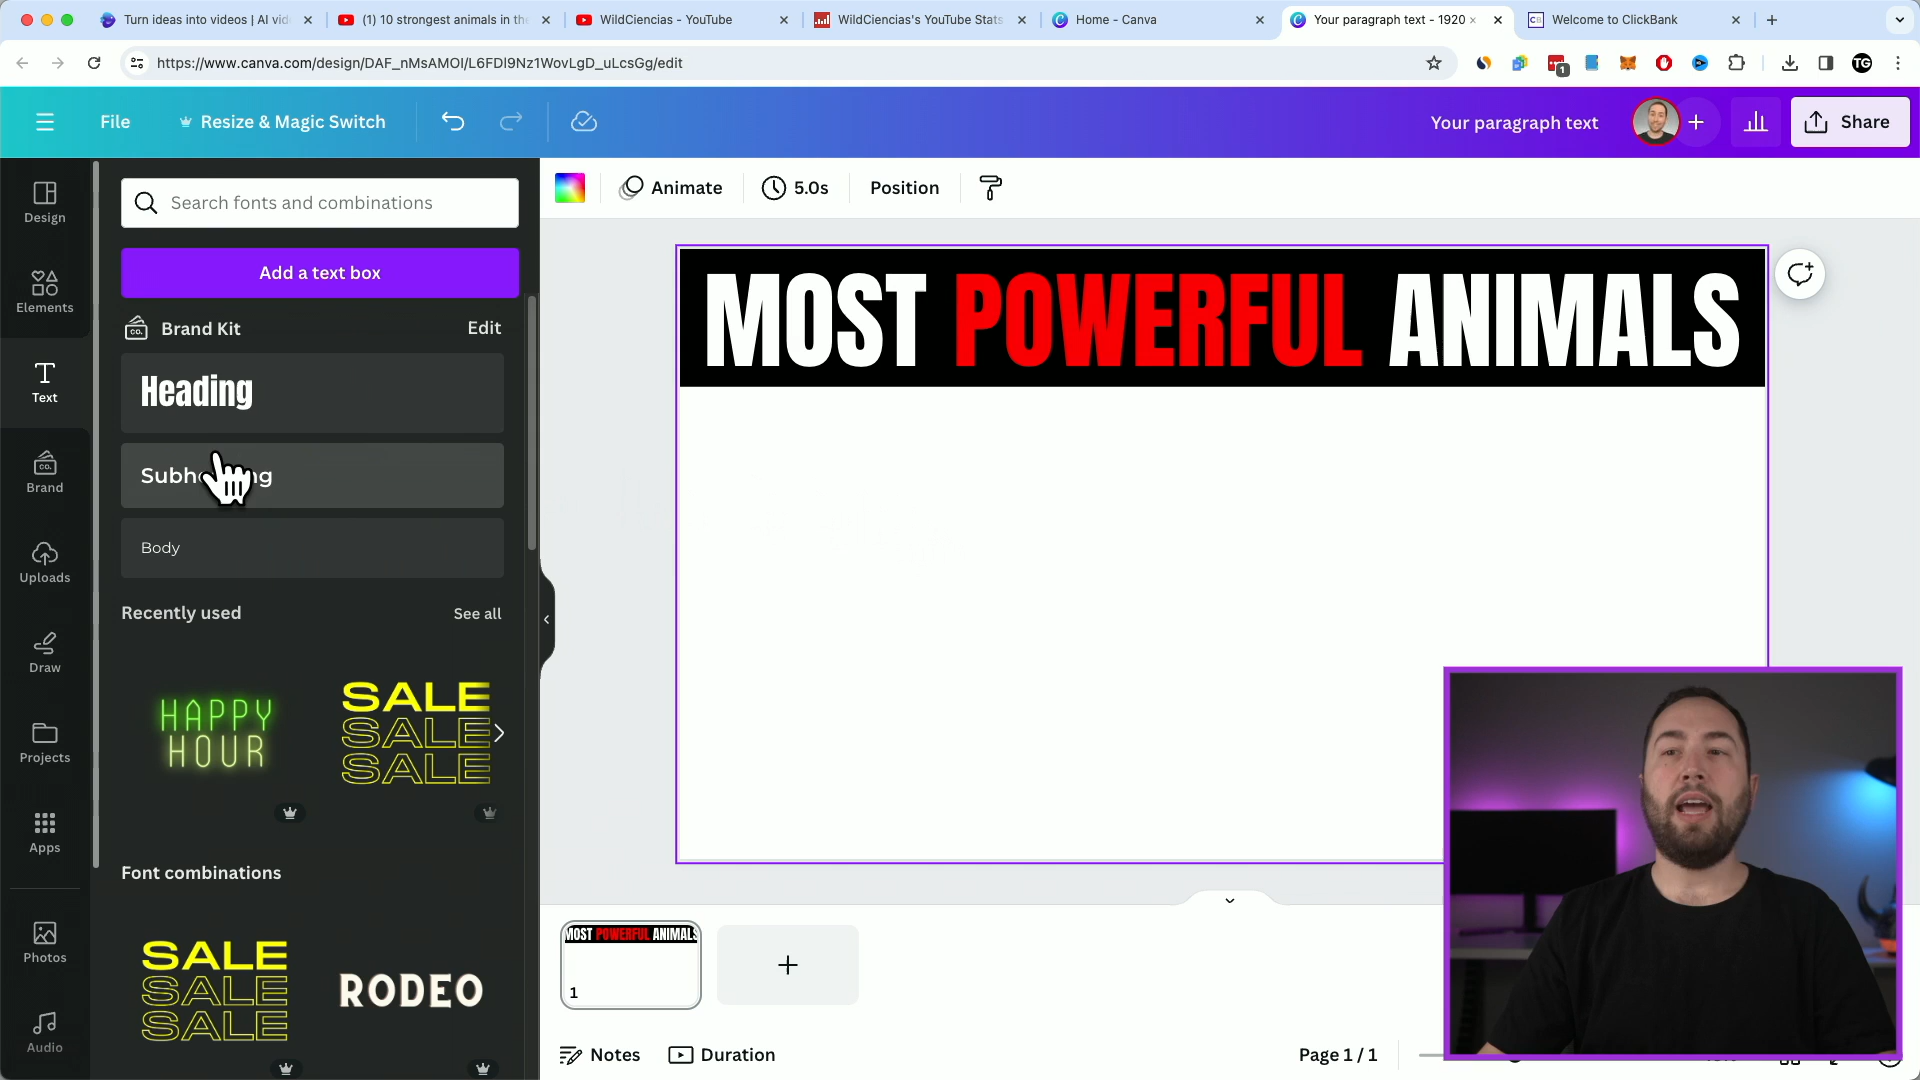 Turn ideas into videos | AI vid
(1) 10 strongest animals in the
WildCiencias - YouTube
WildCiencias's YouTube Stats
Home - Canva
Your paragraph text - 1920 ×
Welcome to ClickBank
https://www.canva.com/design/DAF_nMsAMOI/L6FDI9Nz1WovLgD_uLcsGg/edit
1
TG
File
Resize & Magic Switch
Your paragraph text
Share
Design
Elements
Text
Brand
Uploads
Draw
Projects
Apps
Photos
Audio
Search fonts and combinations
Add a text box
CO.
Brand Kit
Edit
Heading
Body
Recently used
See all
HAPPY
HOUR
SALE
SALE
SALE
Font combinations
SALE
SALE
SALE
RODEO
Animate
5.0s
Position
MOST POWERFUL ANIMALS
MOST POWERFUL ANIMALS
1
Notes
Duration
Page 1 / 1